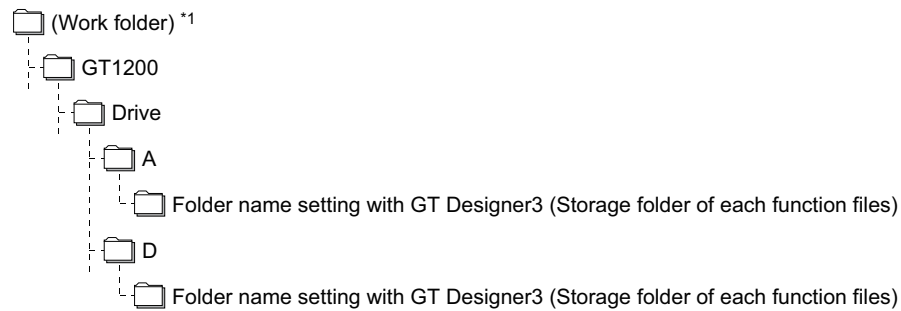 (Work folder) *1
GT1200
Drive
A
Folder name setting with GT Designer3 (Storage folder of each function files)
D
Folder name setting with GT Designer3 (Storage folder of each function files)